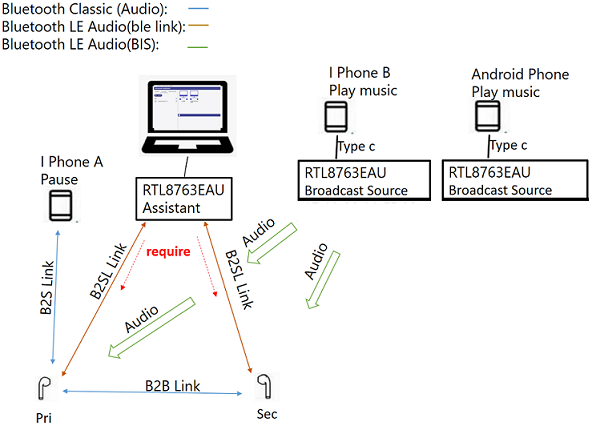 Bluetooth Classic (Audio):
Bluetooth LE Audio(ble link):
Bluetooth LE Audio(BIS):
I Phone B
Play music
Android Phone
Play music
Type c
Type c
I Phone A
Pause
RTL8763EAU
Assistant
RTL8763EAU
Broadcast Source
RTL8763EAU
Broadcast Source
require
Audio
Audio
Audio
B2S Link
B2SL Link
B2SL Link
B2B Link
Pri
Sec